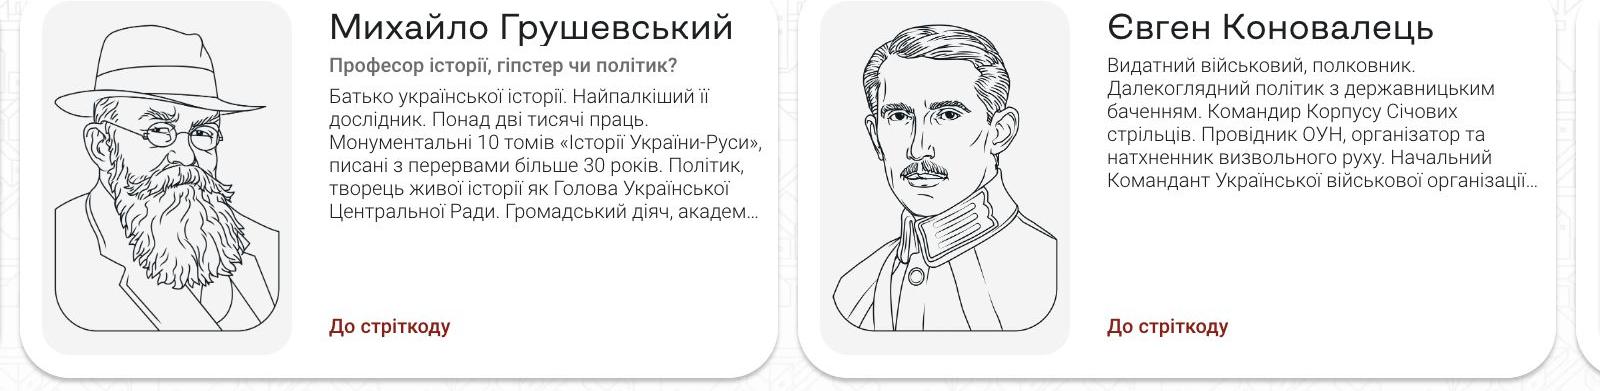 Михайло Грушевський
Професор історії, гіпстер чи політик?
Батько української історії. Найпалкіший її
дослідник. Понад дві тисячі праць.
Монументальні 10 томів «Історії України-Руси»,
писані з перервами більше 30 років. Політик,
творець живої історії як Голова Української
Центральної Ради. Громадський діяч, академ...
До стріткоду
Євген Коновалець
Видатний військовий, полковник.
Далекоглядний політик з державницьким
баченням. Командир Корпусу Січових
стрільців. Провідник ОУН, організатор та
натхненник визвольного руху. Начальний
Командант Української військової організації...
До стріткоду